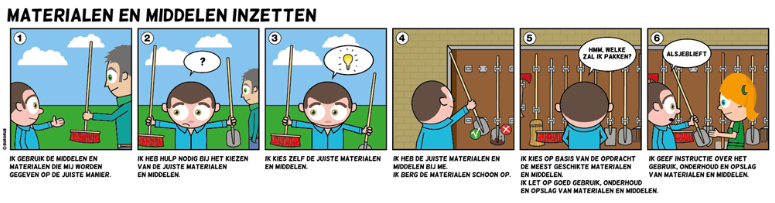 MATERIALEN EN MIDDELEN INZETTEN
1
IK GEBRUIK DE MIDDELEN EN
MATERIALEN DIE MIJ WORDEN
GEGEVEN OP DE JUISTE MANIER.
2
?
IK HEB HULP NODIG BIJ HET KIEZEN
VAN DE JUISTE MATERIALEN
EN MIDDELEN.
3
IK KIES ZELF DE JUISTE MATERIALEN
EN MIDDELEN.
4
IK HEB DE JUISTE MATERIALEN EN
MIDDELEN BIJ ME.
IK BERG DE MATERIALEN SCHOON OP.
5
HMM, WELKE
ZAL IK PAKKEN?
IK KIES OP BASIS VAN DE OPDRACHT
DE MEEST GESCHIKTE MATERIALEN
EN MIDDELEN.
IK LET OP GOED GEBRUIK, ONDERHOUD
EN OPSLAG VAN MATERIALEN EN MIDDELEN.
6
ALSJEBLIEFT
IK GEEF INSTRUCTIE OVER HET
GEBRUIK, ONDERHOUD EN OPSLAG
VAN MATERIALEN EN MIDDELEN.